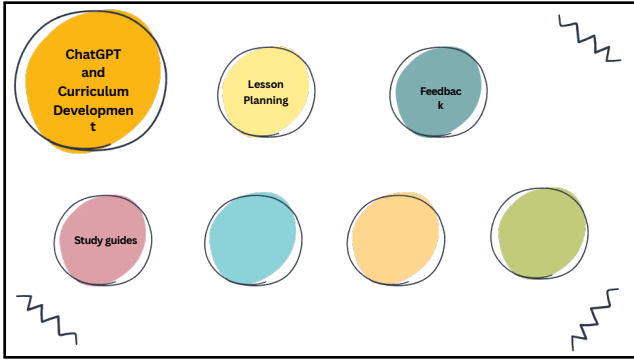 ChatGPT
and
Curriculum
Developmen
t
Lesson
Planning
Feedbac
k
Study guides